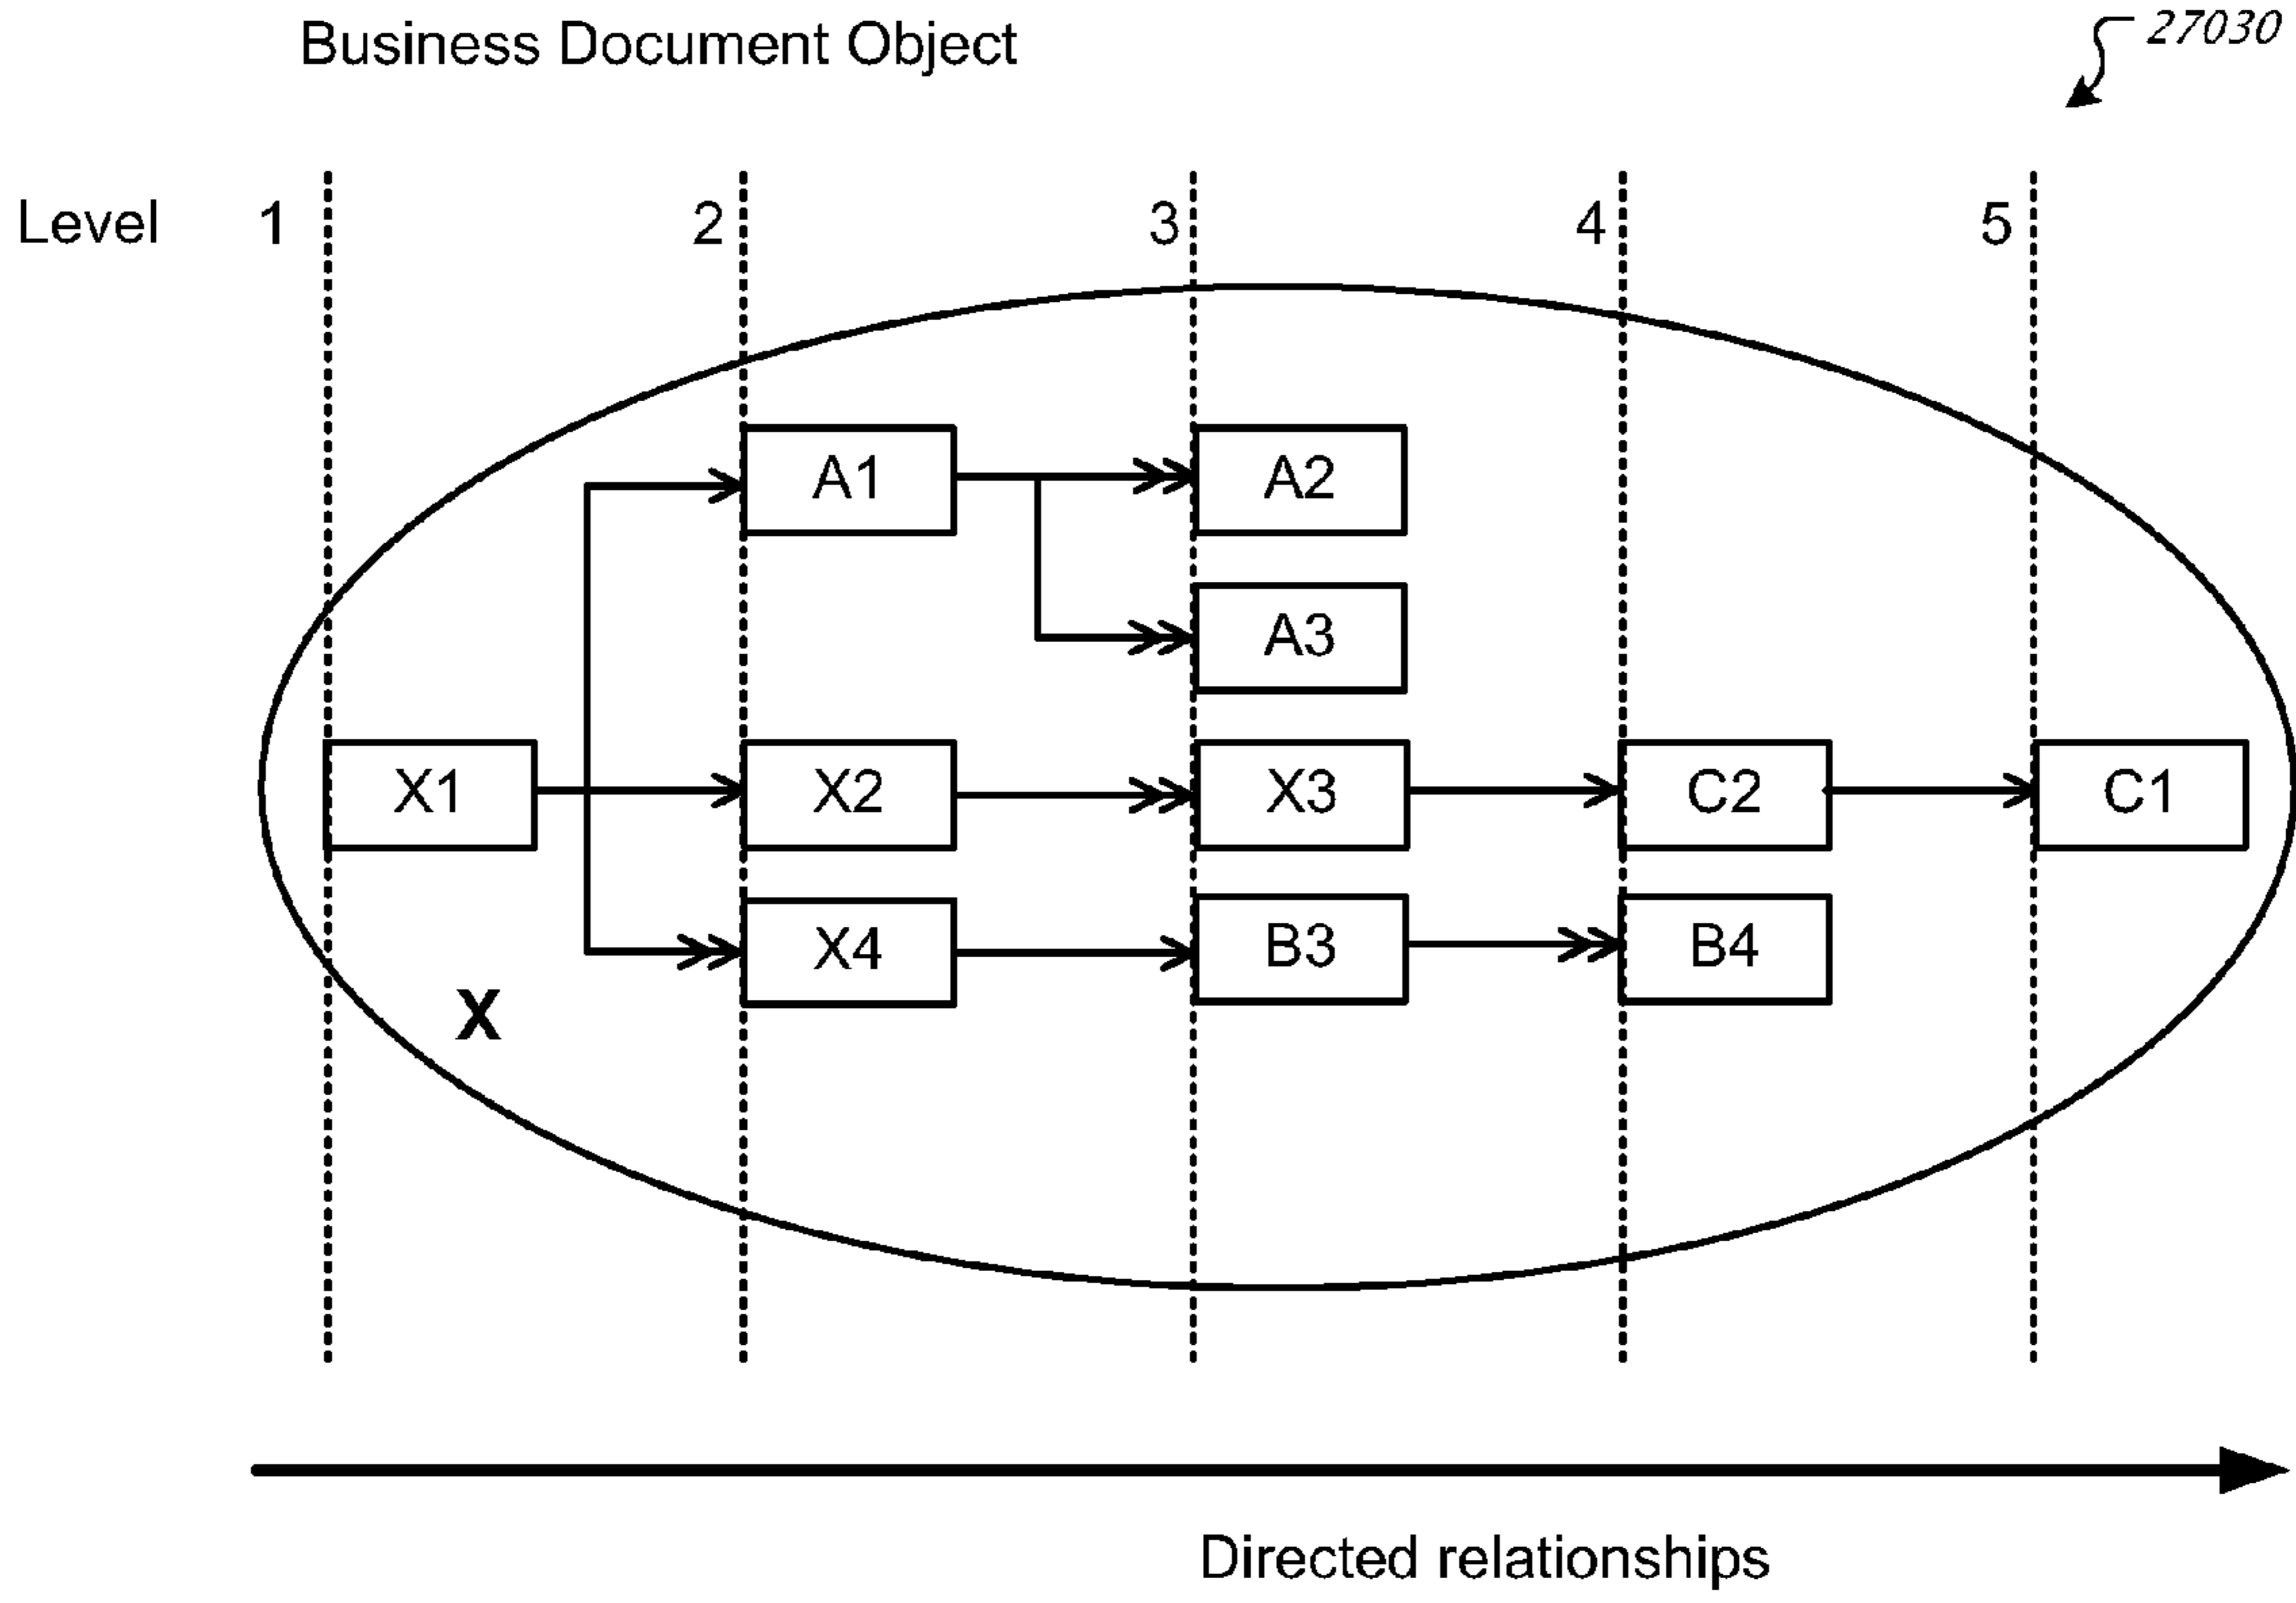 Business Document Object
27030
Level 1 2 3 4 5
A1 A2
A3
X1 X2 X3 C2 C1
X4 B3 B4
X
Directed relationships